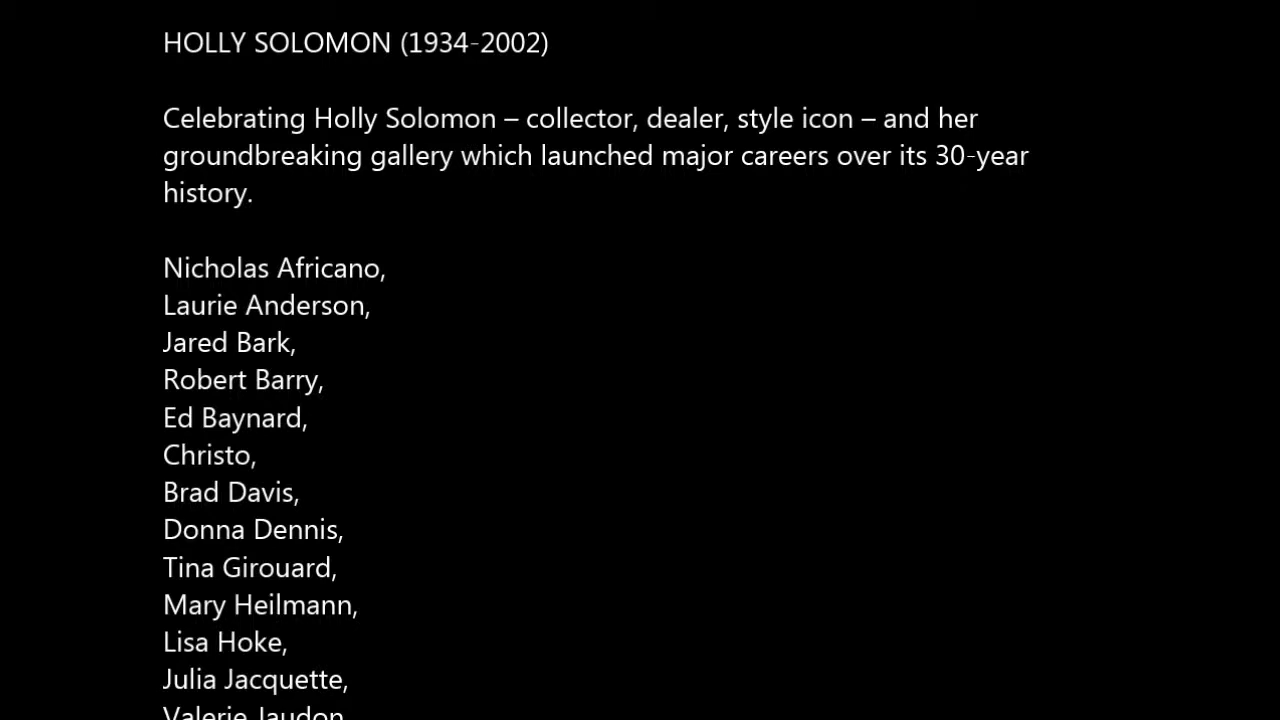 HOLLY SOLOMON (1934-2002)
Celebrating Holly Solomon – collector, dealer, style icon – and her
groundbreaking gallery which launched major careers over its 30-year
history.
Nicholas Africano,
Laurie Anderson,
Jared Bark,
Robert Barry,
Ed Baynard,
Christo,
Brad Davis,
Donna Dennis,
Tina Girouard,
Mary Heilmann,
Lisa Hoke,
Julia Jacquette,
Valerie Jaudon